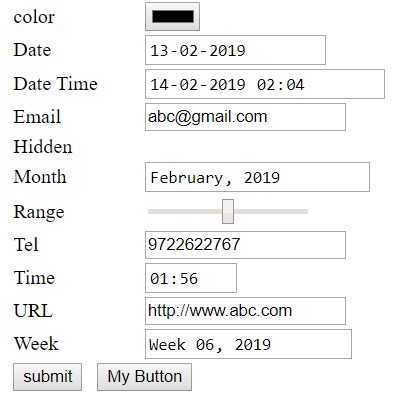 color
Date 13-02-2019
Date Time 14-02-2019 02:04
Email abc@gmail.com
Hidden
Month February, 2019
Range
Tel 9722622767
Time 01:56
URL http://www.abc.com
Week Week 06, 2019
submit My Button